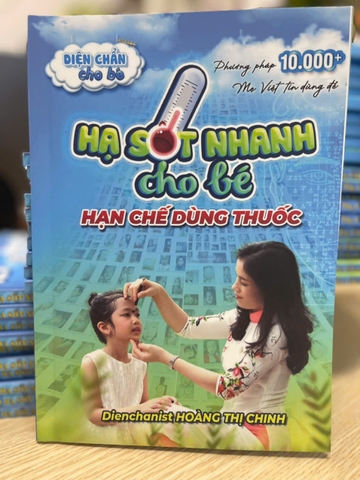 DIỆN CHẨN
cho bé
Phương pháp 10.000+
Mẹ Việt tin dùng để
HẠ SỐT NHANH
cho bé
HẠN CHẾ DÙNG THUỐC
Dienchanist HOÀNG THỊ CHINH